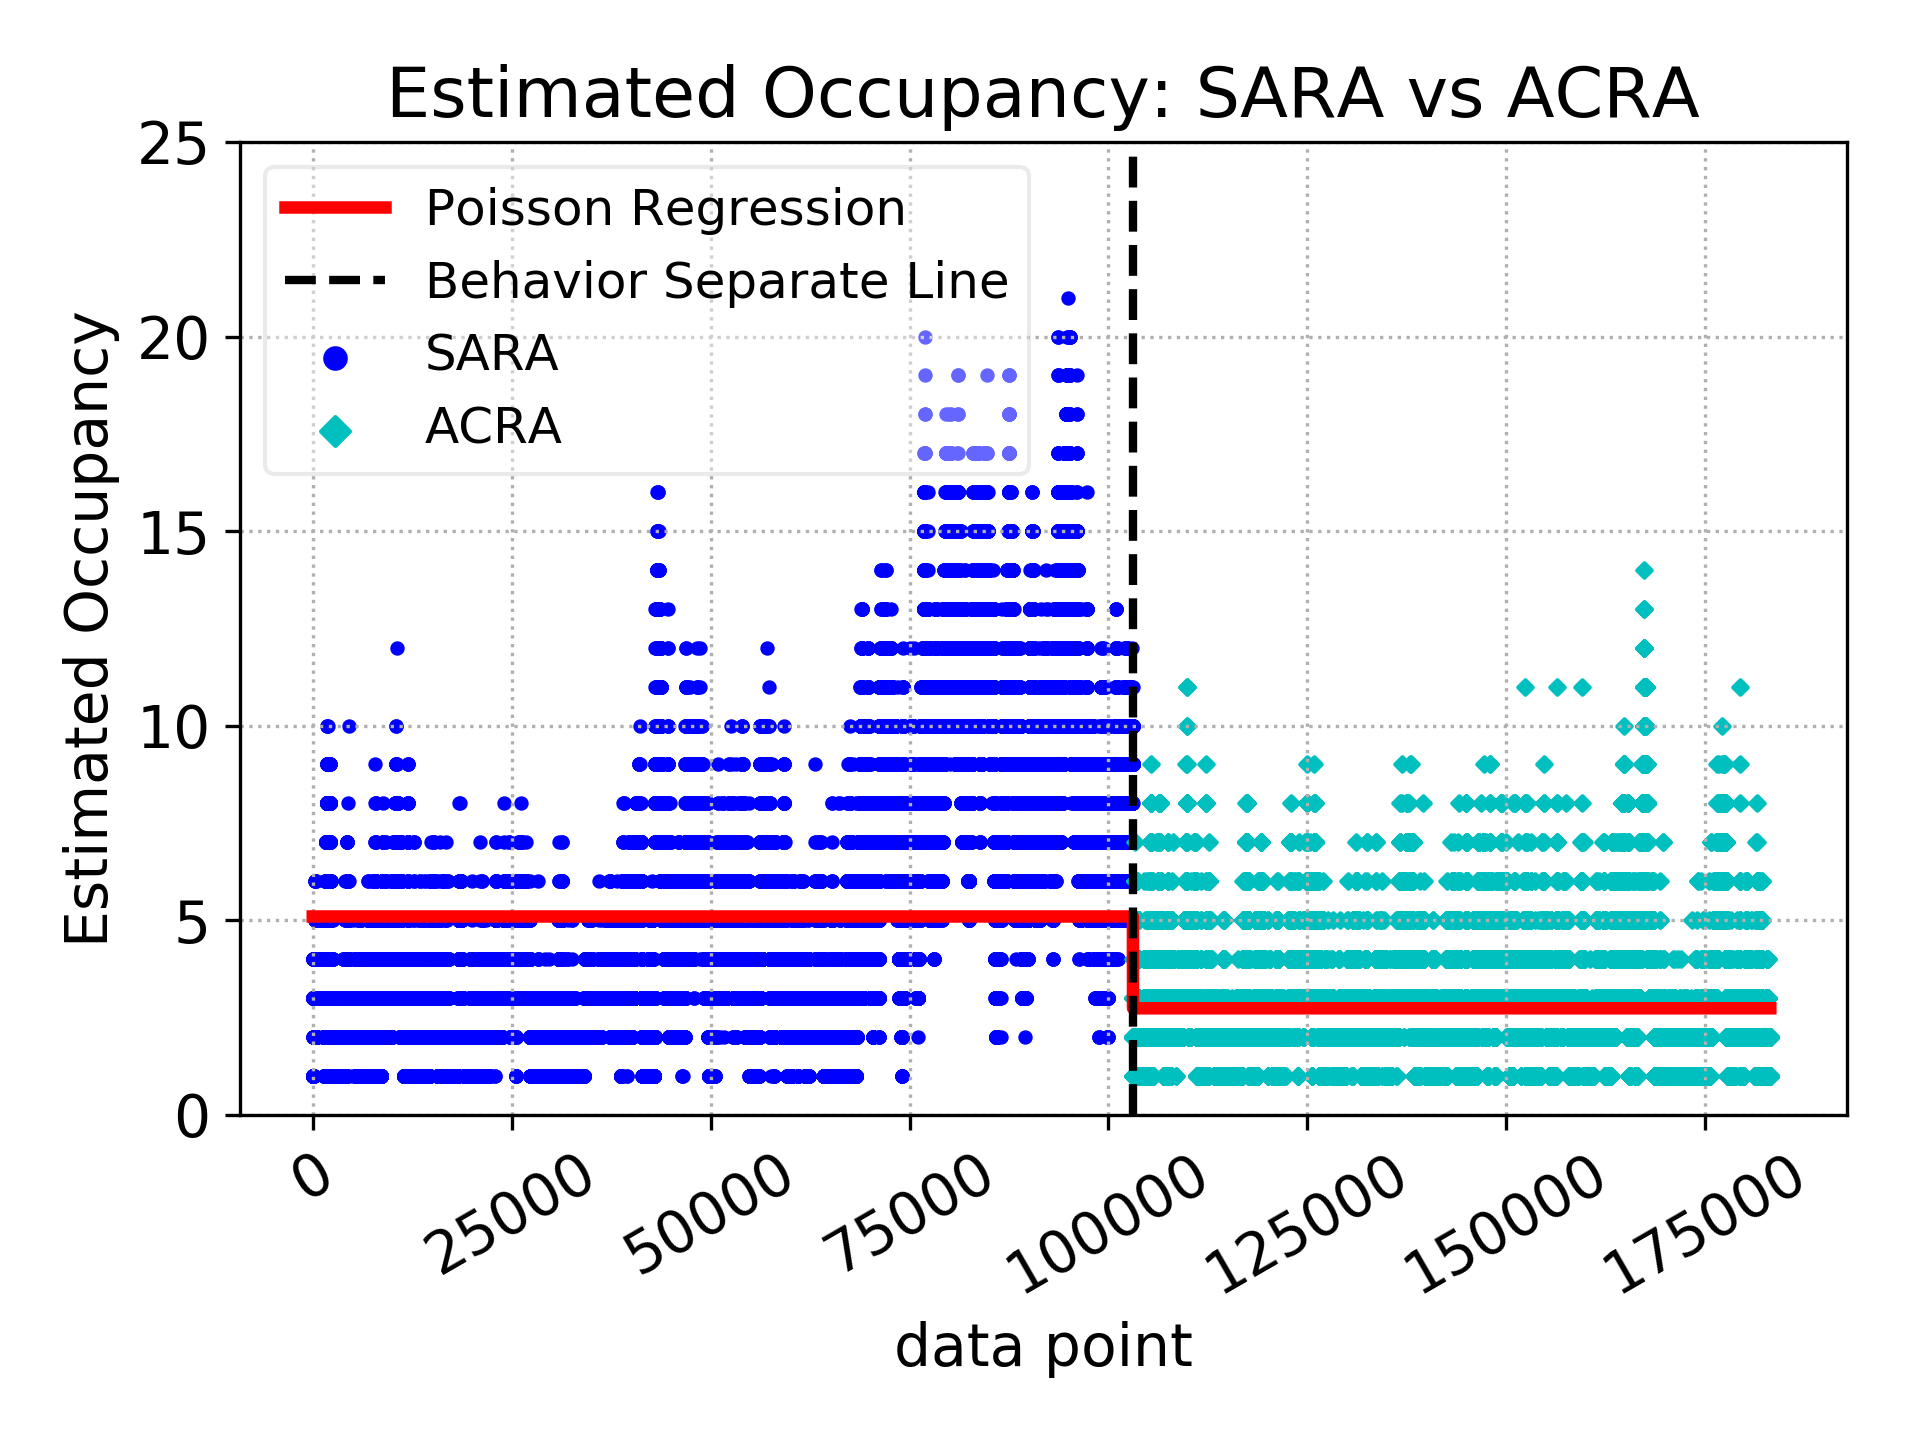 Estimated Occupancy: SARA vs ACRA
Poisson Regression
Behavior Separate Line
SARA
ACRA
Estimated Occupancy
25
20
15
10
5
0
0
25000
50000
75000
100000
125000
150000
175000
data point